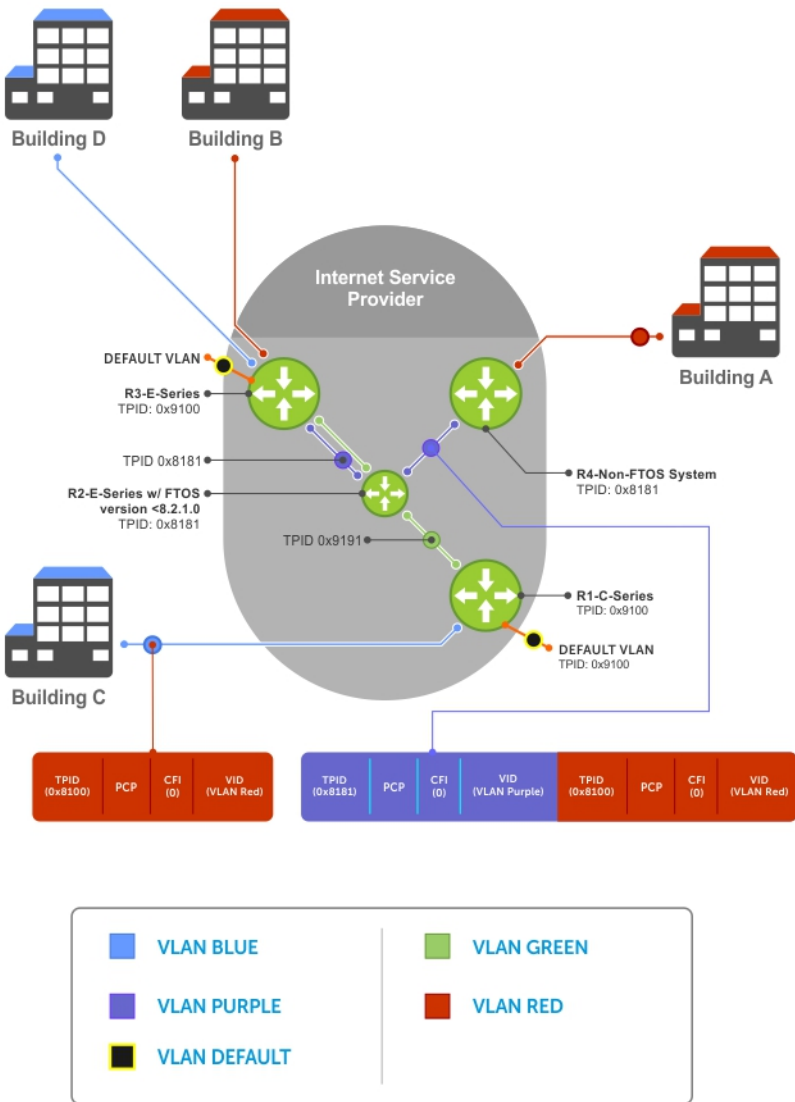 Building D
Building B
Internet Service
Provider
Building A
DEFAULT VLAN
R3-E-Series
TPID: 0x9100
TPID 0x8181
R2-E-Series w/ FTOS
version <8.2.1.0
TPID: 0x8181
R4-Non-FTOS System
TPID: 0x8181
TPID 0x9191
R1-C-Series
TPID: 0x9100
DEFAULT VLAN
TPID: 0x9100
Building C
TPID
(0x8100)
PCP
CFI
(0)
VID
(VLAN Red)
TPID
(0x8181)
PCP
CFI
(0)
VID
(VLAN Purple)
TPID
(0x8100)
PCP
CFI
(0)
VID
(VLAN Red)
VLAN BLUE
VLAN GREEN
VLAN PURPLE
VLAN RED
VLAN DEFAULT